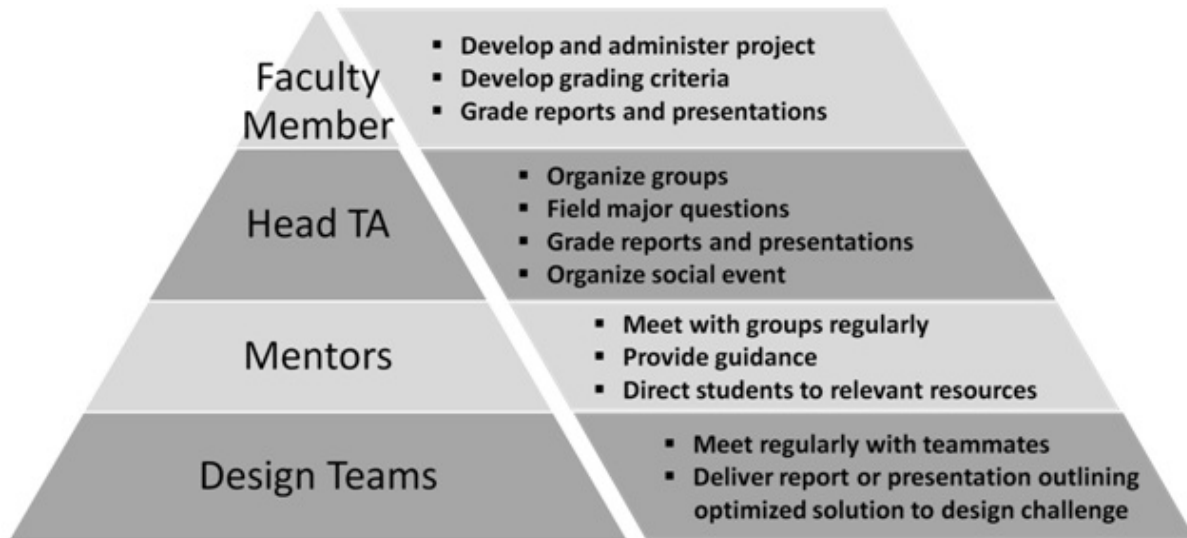 Faculty
Member
▪ Develop and administer project
▪ Develop grading criteria
▪ Grade reports and presentations
Head TA
▪ Organize groups
▪ Field major questions
▪ Grade reports and presentations
▪ Organize social event
Mentors
▪ Meet with groups regularly
▪ Provide guidance
▪ Direct students to relevant resources
Design Teams
▪ Meet regularly with teammates
▪ Deliver report or presentation outlining
optimized solution to design challenge